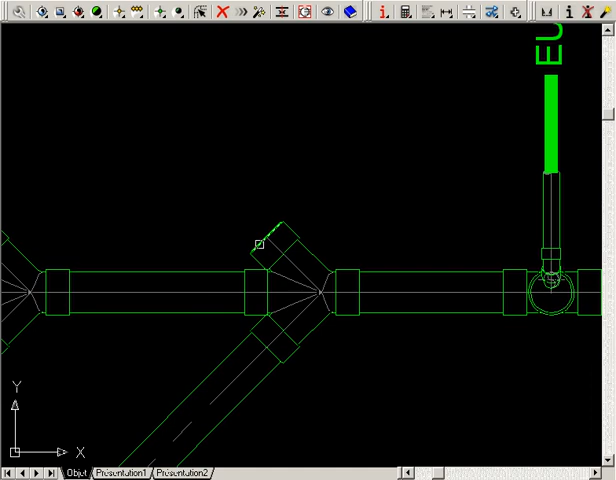 EU
Y
X
Objet
Présentation1
Présentation2